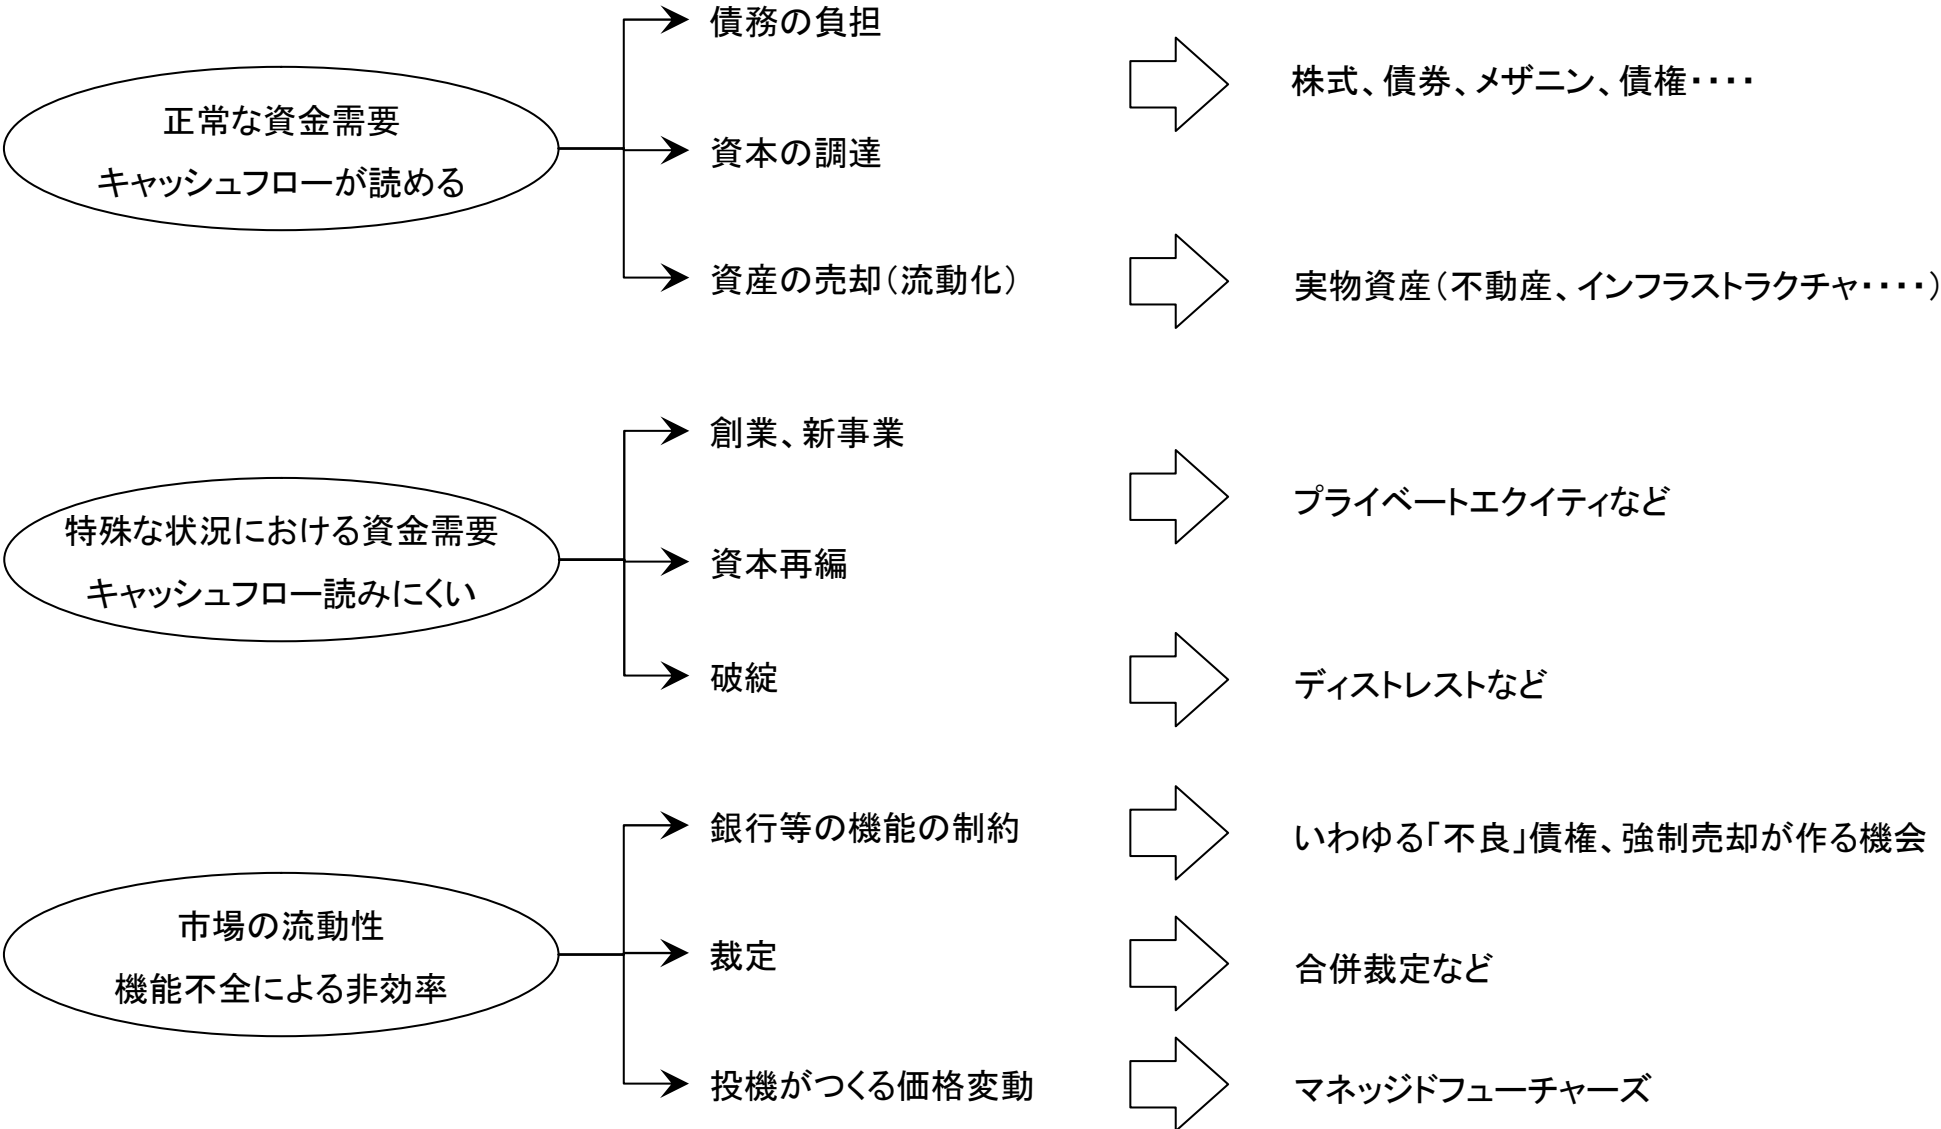 正常な資金需要
キャッシュフローが読める
債務の負担
資本の調達
資産の売却（流動化）
株式、債券、メザニン、債権・・・・
実物資産（不動産、インフラストラクチャ・・・・）
特殊な状況における資金需要
キャッシュフロー読みにくい
創業、新事業
資本再編
破綻
プライベートエクイティなど
ディストレストなど
市場の流動性
機能不全による非効率
銀行等の機能の制約
裁定
投機がつくる価格変動
いわゆる「不良」債権、強制売却が作る機会
合併裁定など
マネッジドフューチャーズ